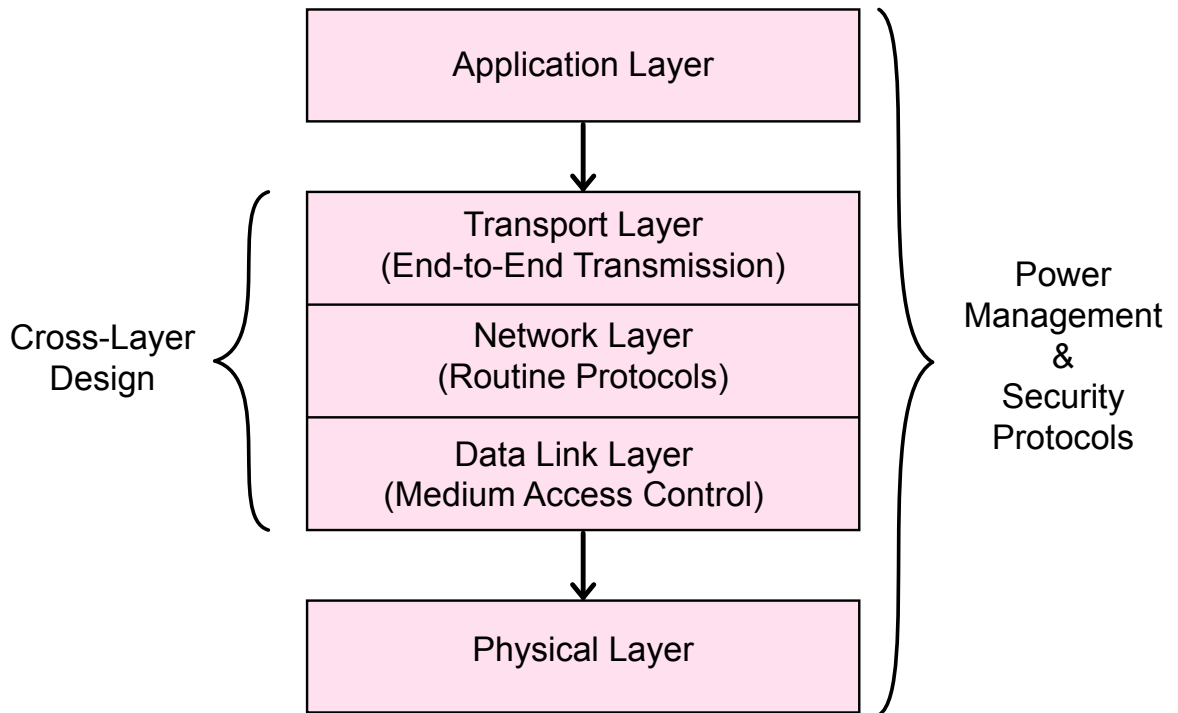 Application Layer
Transport Layer
(End-to-End Transmission)
Network Layer
(Routine Protocols)
Data Link Layer
(Medium Access Control)
Physical Layer
Cross-Layer
Design
Power
Management
&
Security
Protocols